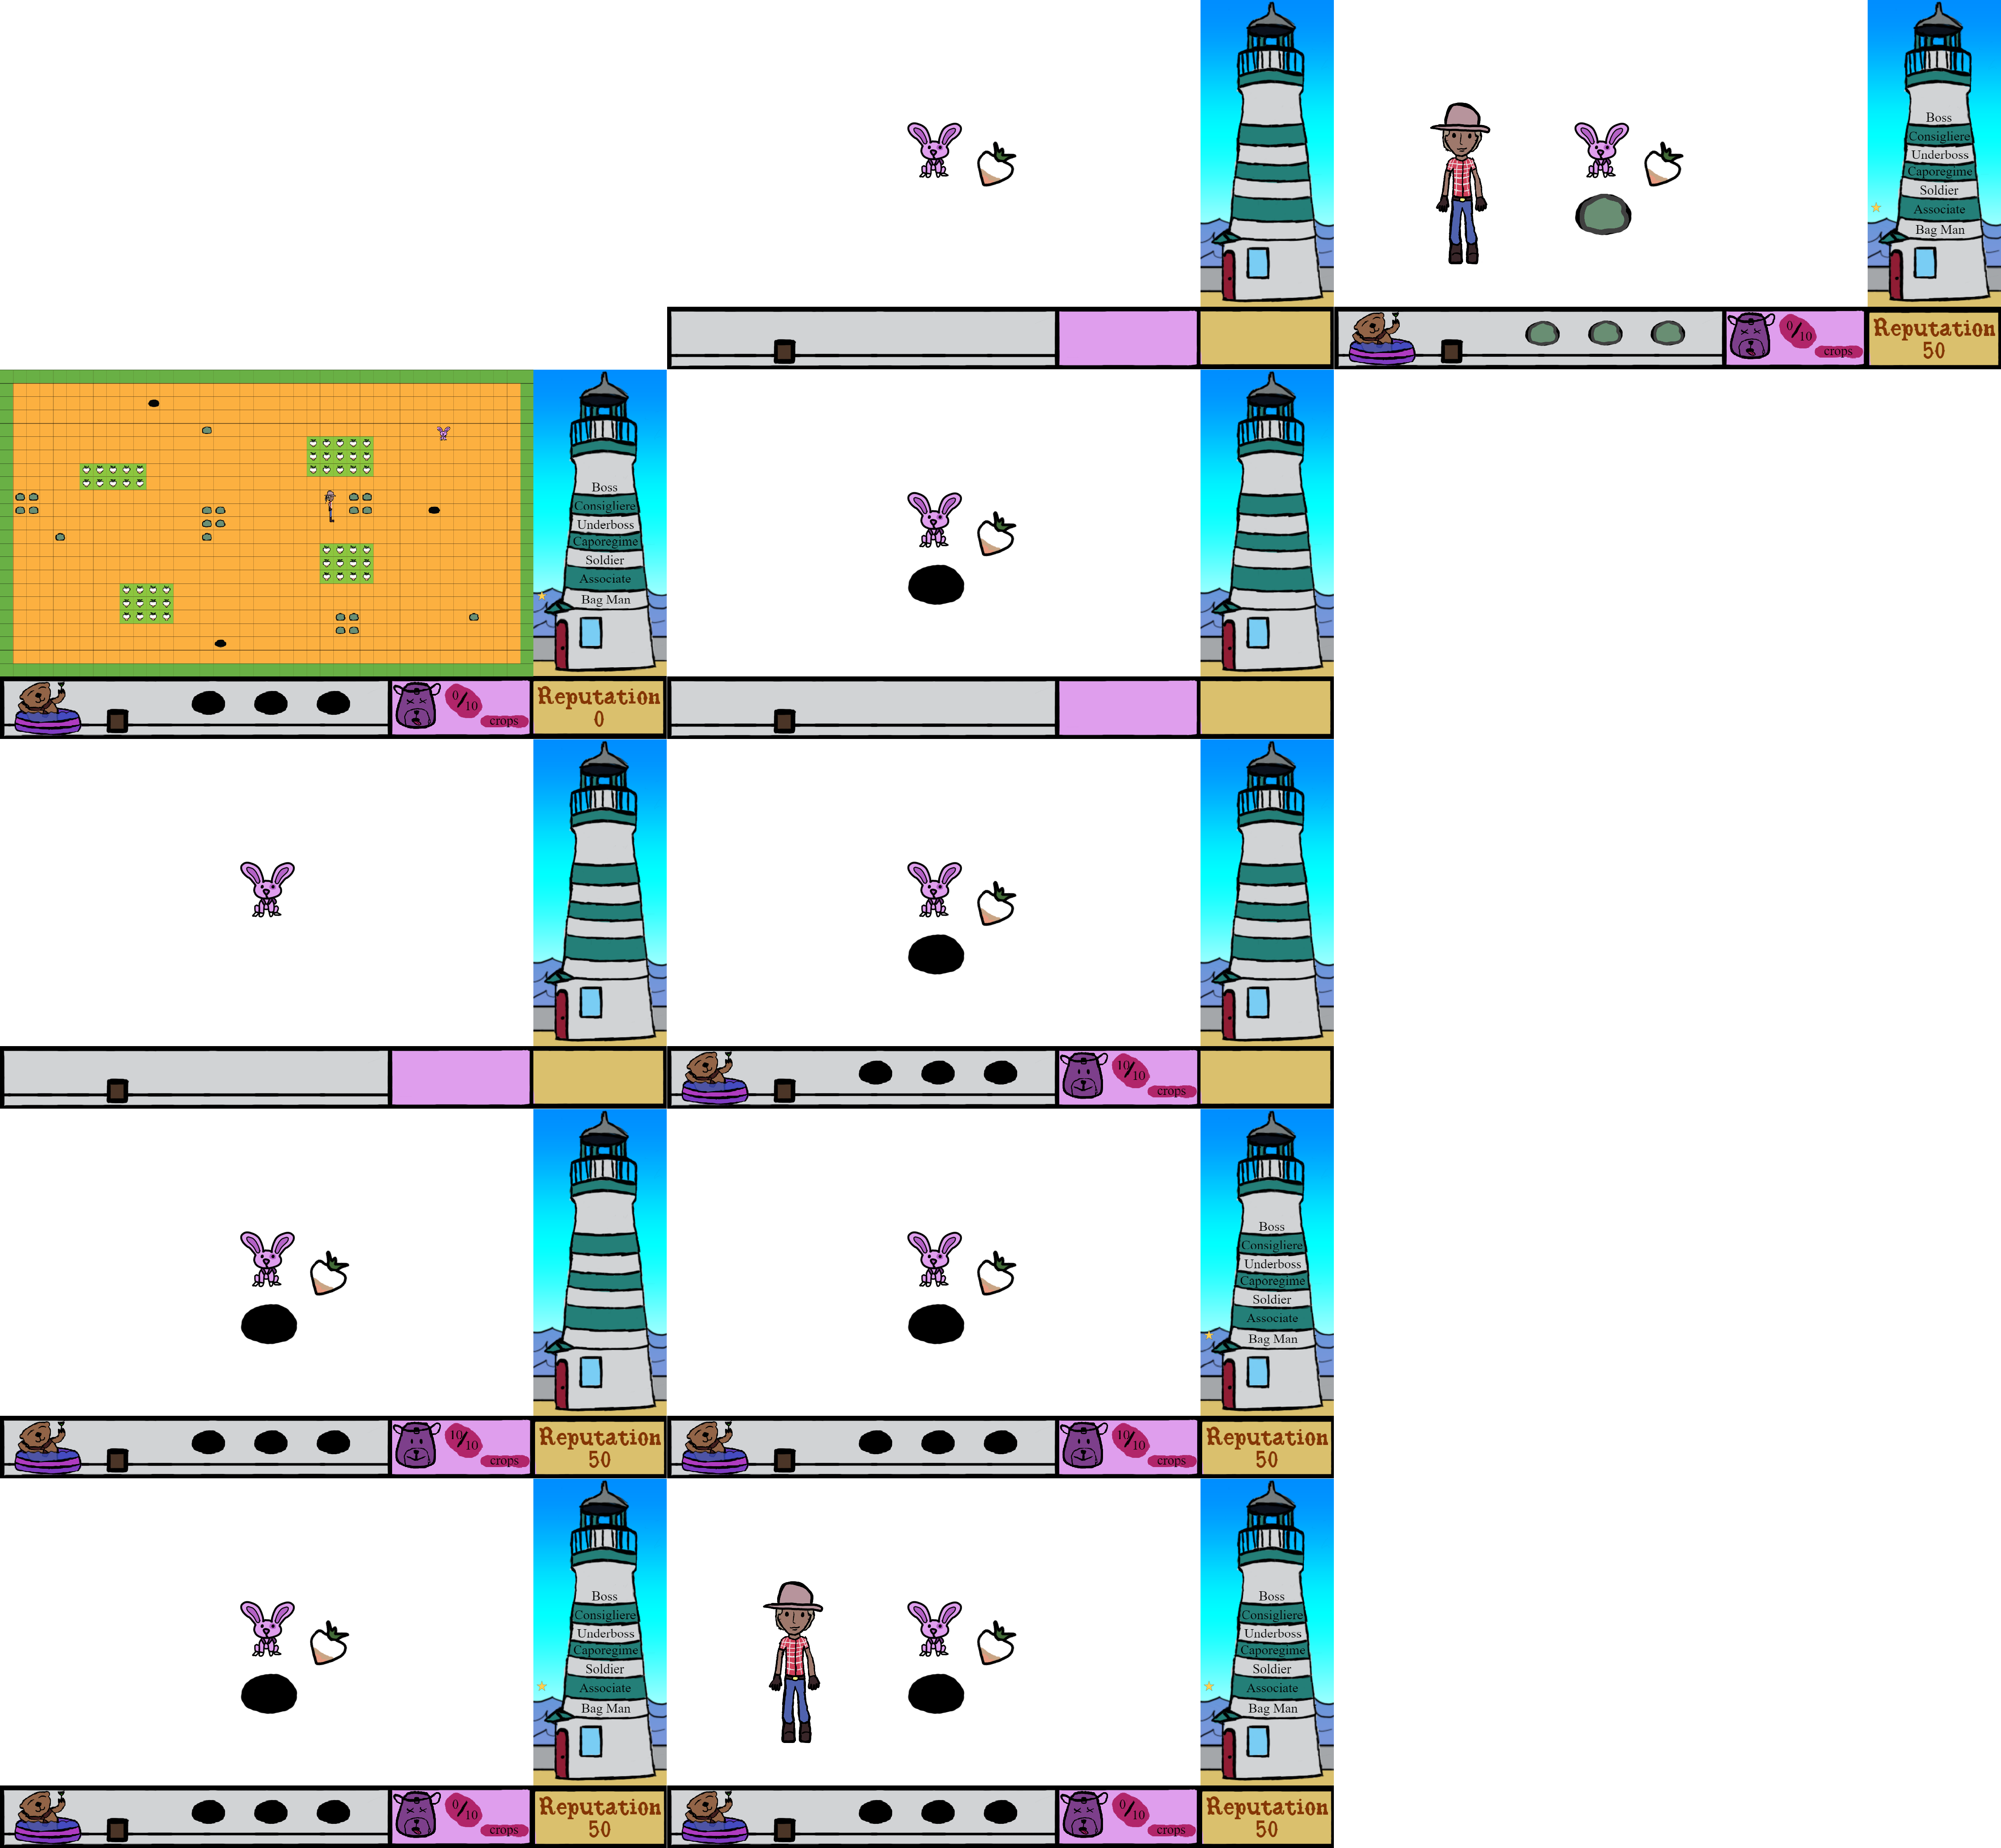 Boss
Consigliere
Underboss
Caporegime
Soldier
Associate
Bag Man
0/10
crops
Reputation
50
Boss
Consigliere
Underboss
Caporegime
Soldier
Associate
Bag Man
0/10
crops
Reputation
0
10/10
crops
10/10
crops
Reputation
50
Boss
Consigliere
Underboss
Caporegime
Soldier
Associate
Bag Man
10/10
crops
Reputation
50
Boss
Consigliere
Underboss
Caporegime
Soldier
Associate
Bag Man
0/10
crops
Reputation
50
Boss
Consigliere
Underboss
Caporegime
Soldier
Associate
Bag Man
0/10
crops
Reputation
50